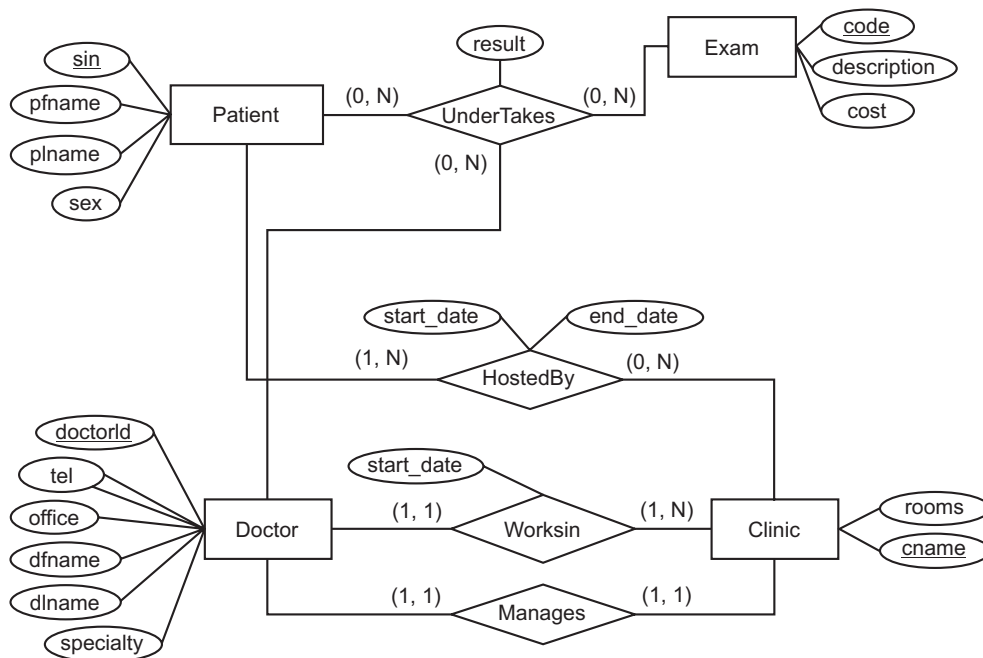 result
code
Exam
sin
description
pfname
Patient
(0, N)
UnderTakes
(0, N)
cost
plname
(0, N)
sex
start_date
end_date
(1, N)
HostedBy
(0, N)
doctorId
tel
start_date
office
Doctor
(1, 1)
Worksin
(1, N)
Clinic
rooms
dfname
cname
dlname
(1, 1)
Manages
(1, 1)
specialty